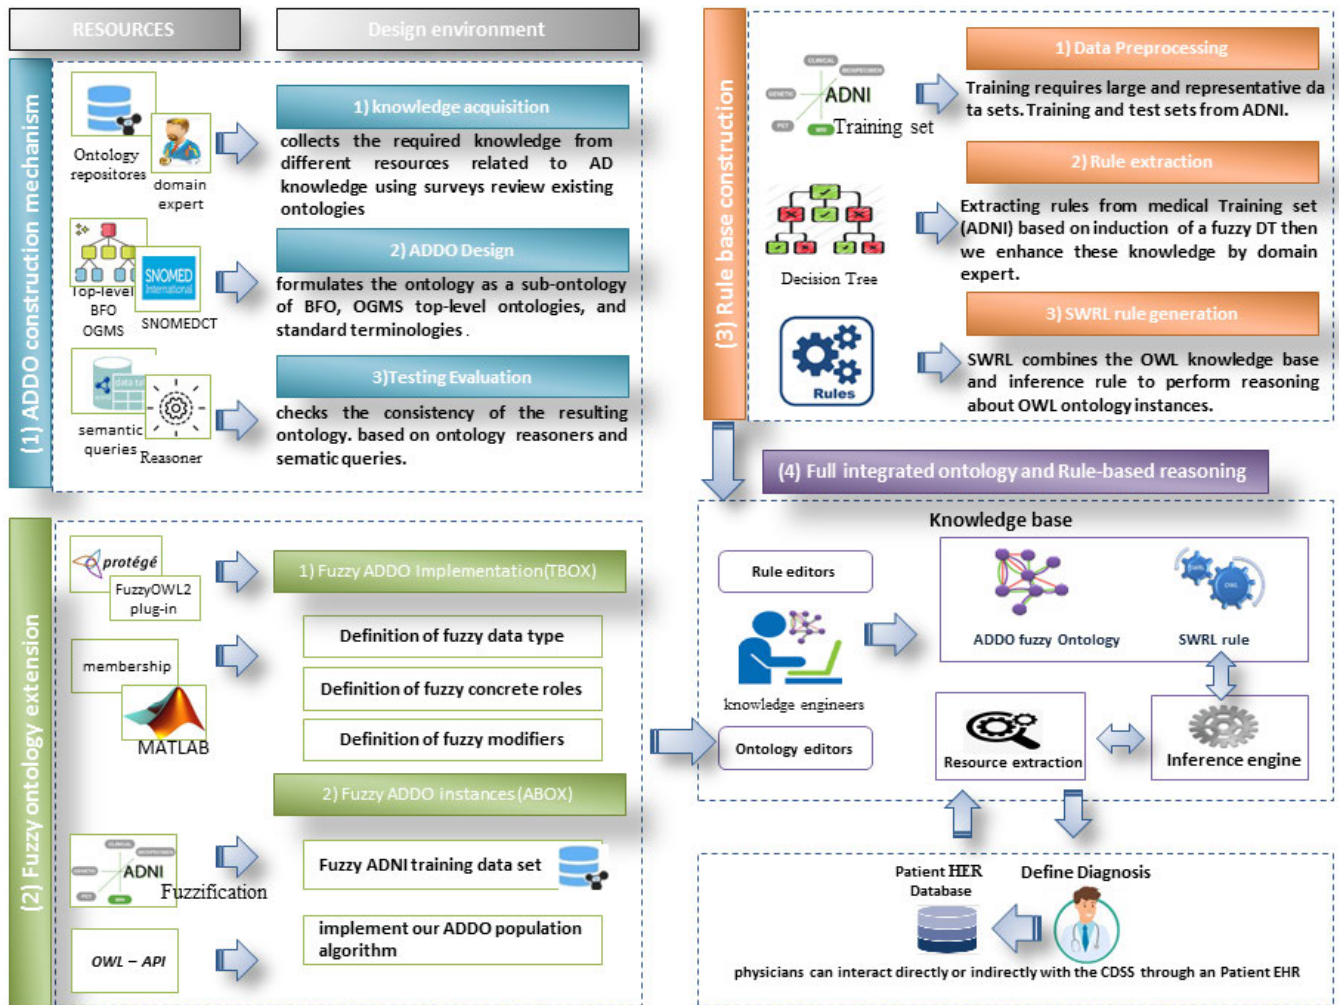 RESOURCES
Design environment
(1) ADDO construction mechanism
Ontology
repositores
domain
expert
1) knowledge acquisition
collects the required knowledge from
different resources related to AD
knowledge using surveys review existing
ontologies
Top-level
BFO
OGMS
SNOMED
International
SNOMEDCT
2) ADDO Design
formulates the ontology as a sub-ontology
of BFO, OGMS top-level ontologies, and
standard terminologies .
data
semantic
queries
Reasoner
3)Testing Evaluation
checks the consistency of the resulting
ontology. based on ontology reasoners and
sematic queries.
(2) Fuzzy ontology extension
protégé
FuzzyOWL2
plug-in
1) Fuzzy ADDO Implementation(TBOX)
membership
MATLAB
Definition of fuzzy data type
Definition of fuzzy concrete roles
Definition of fuzzy modifiers
2) Fuzzy ADDO instances (ABOX)
CLINICAL
BIOSPECIMEN
GENETIC
ADNI
PET
MRI
Fuzzification
Fuzzy ADNI training data set
OWL – API
implement our ADDO population
algorithm
(3) Rule base construction
CLINICAL
BIOSPECIMEN
GENETIC
ADNI
PET
MRI
Training set
1) Data Preprocessing
Training requires large and representative da
ta sets. Training and test sets from ADNI.
Decision Tree
2) Rule extraction
Extracting rules from medical Training set
(ADNI) based on induction of a fuzzy DT then
we enhance these knowledge by domain
expert.
Rules
3) SWRL rule generation
SWRL combines the OWL knowledge base
and inference rule to perform reasoning
about OWL ontology instances.
(4) Full integrated ontology and Rule-based reasoning
Knowledge base
Rule editors
knowledge engineers
Ontology editors
ADDO fuzzy Ontology
OWL
SWRL rule
Resource extraction
Inference engine
Patient HER
Database
Define Diagnosis
physicians can interact directly or indirectly with the CDSS through an Patient EHR